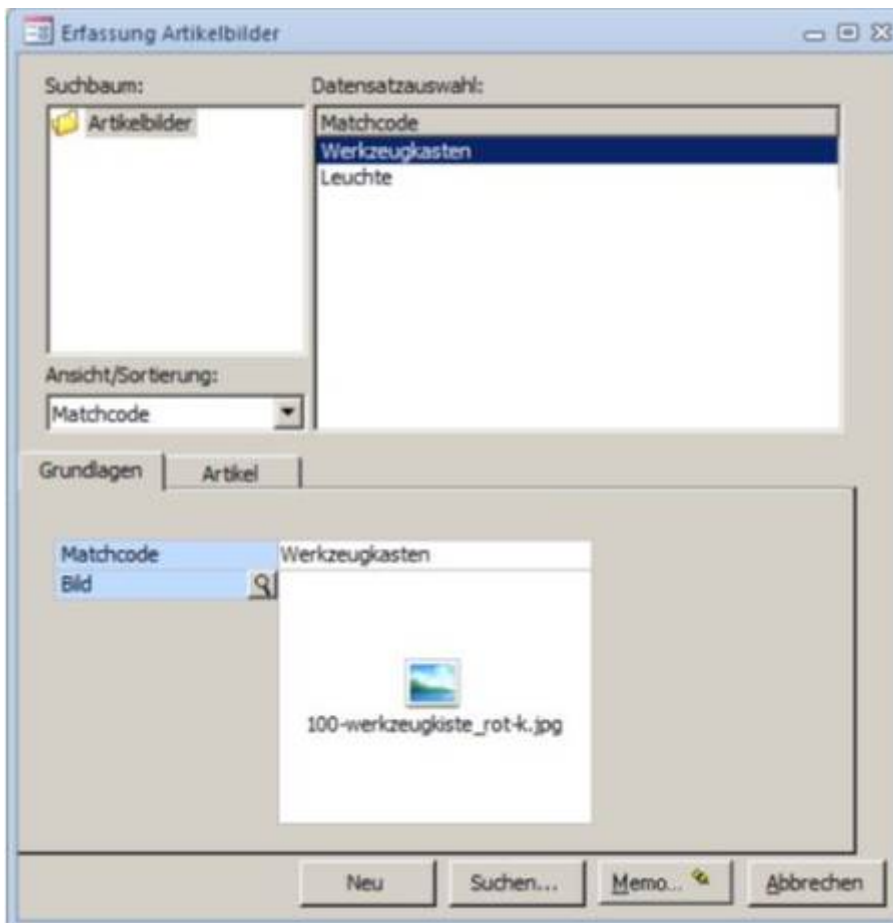 Erfassung Artikelbilder
Suchbaum:
Artikelbilder
Datensatzauswahl:
Matchcode
Werkzeugkasten
Leuchte
Ansicht/Sortierung:
Matchcode
Grundlagen
Artikel
Matchcode
Werkzeugkasten
Bild
100-werkzeugkiste_rot-k.jpg
Neu
Suchen...
Memo...
Abbrechen